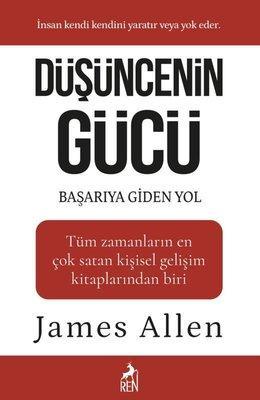 İnsan kendi kendini yaratır veya yok eder.
DÜŞÜNCENİN
GÜCÜ
BAŞARIYA GİDEN YOL
Tüm zamanların en
çok satan kişisel gelişim
kitaplarından biri
James Allen
REN